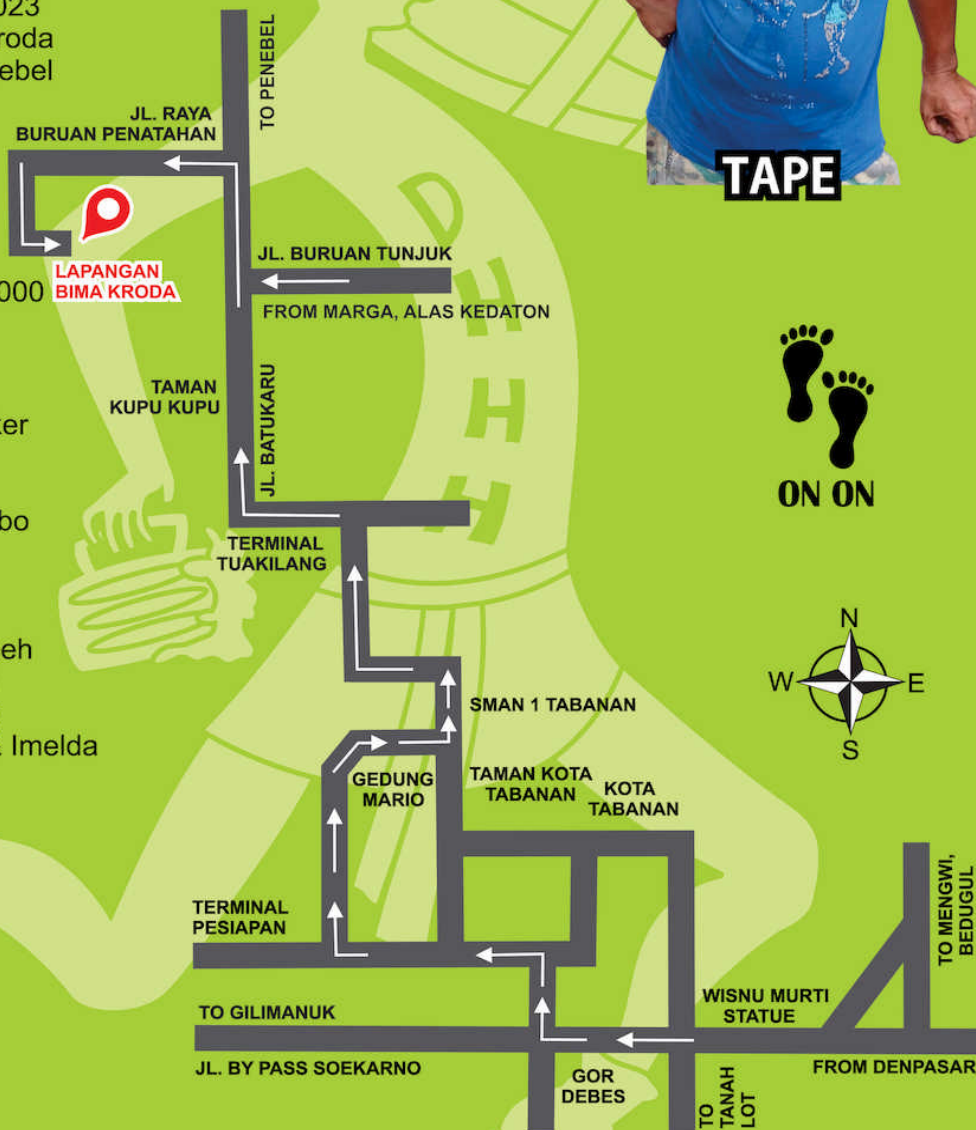 023
roda
ebel
TO PENEBEL
JL. RAYA
BURUAN PENATAHAN
TAPE
D
H
H
H
JL. BURUAN TUNJUK
LAPANGAN
BIMA KRODA
000
FROM MARGA, ALAS KEDATON
TAMAN
KUPU KUPU
JL. BATUKARU
ker
ON ON
bo
TERMINAL
TUAKILANG
eh
N
W
E
S
SMAN 1 TABANAN
& Imelda
GEDUNG
MARIO
TAMAN KOTA
TABANAN
KOTA
TABANAN
TERMINAL
PESIAPAN
TO MENGWI,
BEDUGUL
WISNU MURTI
STATUE
TO GILIMANUK
JL. BY PASS SOEKARNO
GOR
DEBES
FROM DENPASAR
TO
TANAH
LOT